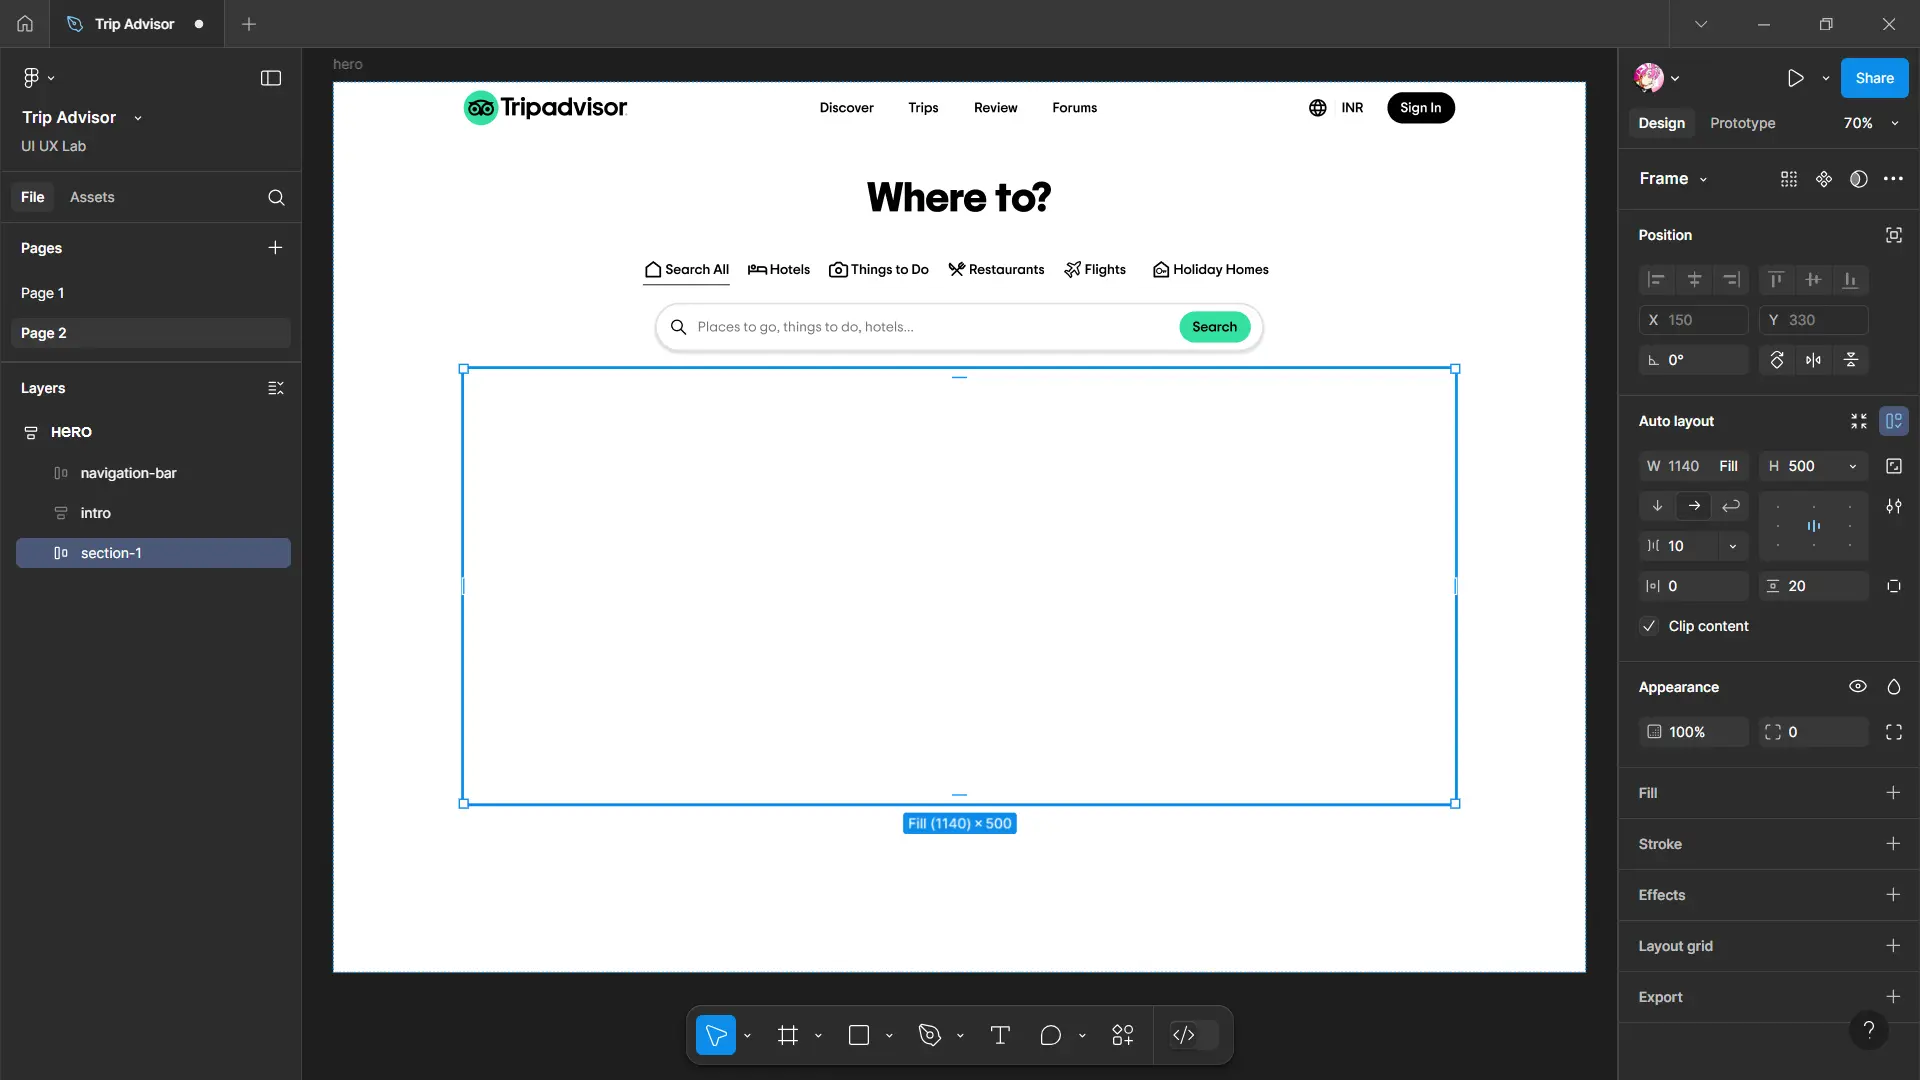 Trip Advisor
Trip Advisor
UI UX Lab
File
Assets
Pages
Page 1
Page 2
Layers
HERO
navigation-bar
intro
section-1
hero
Tripadvisor
Discover
Trips
Review
Forums
INR
Sign In
Where to?
Search All
Hotels
Things to Do
Restaurants
Flights
Holiday Homes
Places to go, things to do, hotels...
Search
Fill (1140) × 500
Share
Design
Prototype
70%
Frame
Position
X 150
Y 330
0°
Auto layout
W 1140 Fill
H 500
10
0
20
Clip content
Appearance
100%
0
Fill
Stroke
Effects
Layout grid
Export
?